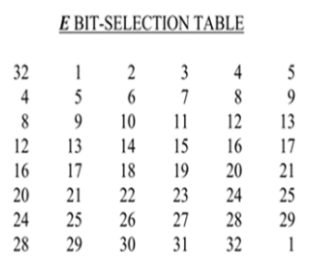 E BIT-SELECTION TABLE
32 1 2 3 4 5
4 5 6 7 8 9
8 9 10 11 12 13
12 13 14 15 16 17
16 17 18 19 20 21
20 21 22 23 24 25
24 25 26 27 28 29
28 29 30 31 32 1